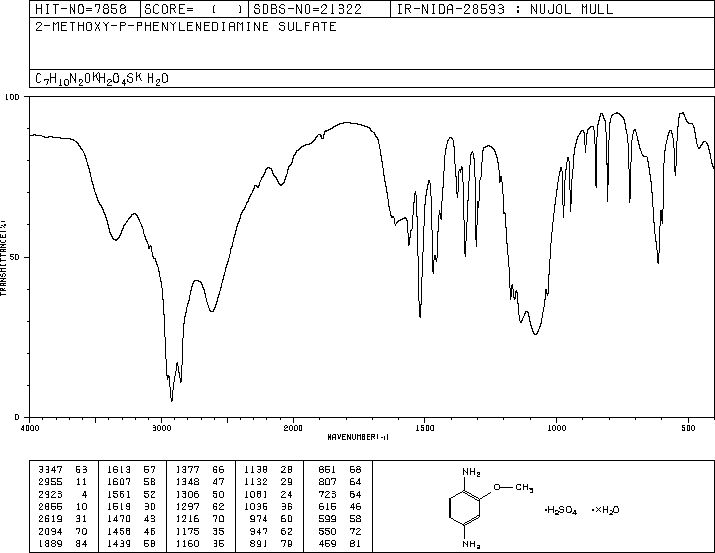 HIT-NO=7858 SCORE= ( ) SDBS-NO=21322 IR-NIDA-28593 : NUJOL MULL
2-METHOXY-P-PHENYLENEDIAMINE SULFATE
C7H10N2OKH2O4SK H2O
100
50
0
TRANSMITTANCE(%)
4000 3000 2000 1500 1000 500
WAVENUMBER(-1)
3347 53 1613 57 1377 66 1138 28 851 68
2955 11 1607 58 1348 47 1132 29 807 64
2923 4 1561 52 1306 50 1081 24 723 64
2855 10 1519 30 1297 62 1036 36 616 46
2619 31 1470 43 1216 70 974 60 599 58
2094 70 1458 46 1175 35 947 62 550 72
1889 84 1439 58 1160 35 891 79 459 81
NH2
O CH3
·H2SO4 ·×H2O
NH2